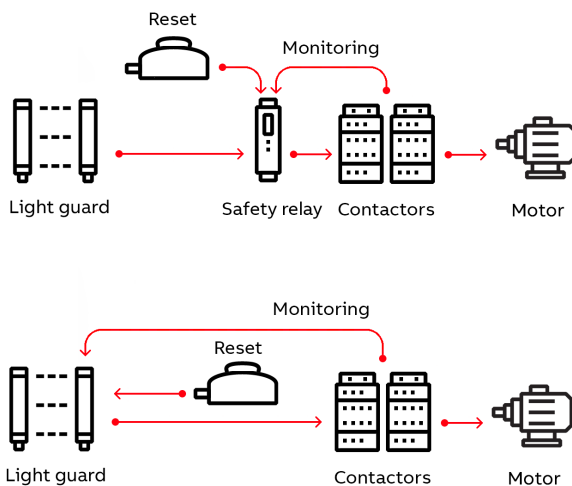 Reset
Monitoring
Light guard
Safety relay
Contactors
Motor
Monitoring
Reset
Light guard
Contactors
Motor